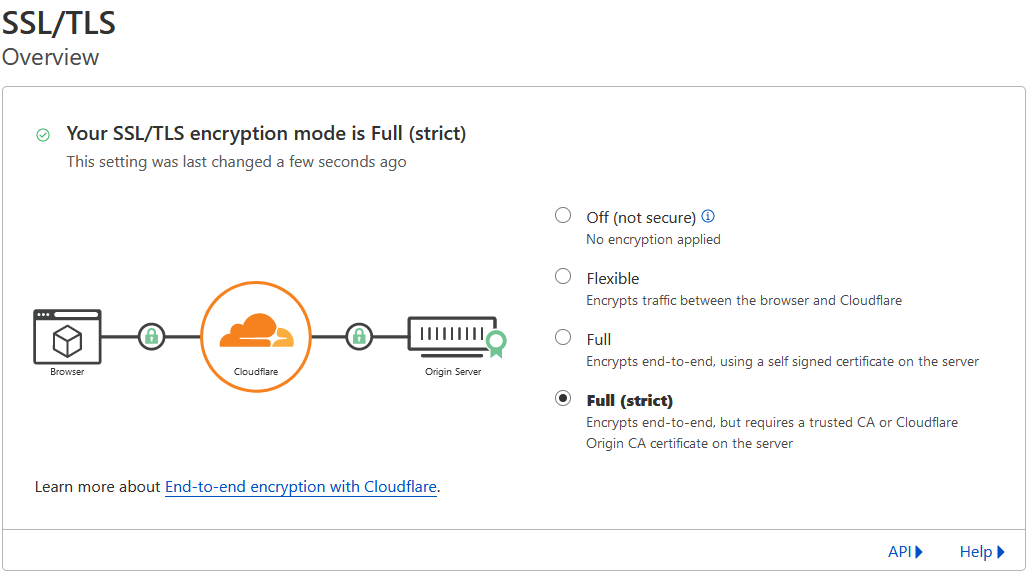 SSL/TLS
Overview
Your SSL/TLS encryption mode is Full (strict)
This setting was last changed a few seconds ago
Browser
Cloudflare
Origin Server
Off (not secure)
No encryption applied
Flexible
Encrypts traffic between the browser and Cloudflare
Full
Encrypts end-to-end, using a self signed certificate on the server
Full (strict)
Encrypts end-to-end, but requires a trusted CA or Cloudflare
Origin CA certificate on the server
Learn more about End-to-end encryption with Cloudflare.
API
Help